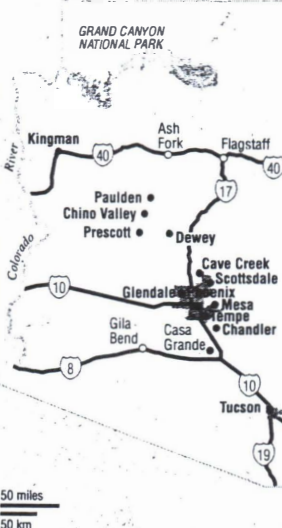 GRAND CANYON
NATIONAL PARK
River
Kingman
Ash
Fork
Flagstaff
40
40
17
Paulden
Chino Valley
Prescott
Dewey
Colorado
Cave Creek
Scottsdale
10
Glendale
Phoenix
Mesa
Tempe
Chandler
Gila
Bend
Casa
Grande
8
10
Tucson
19
50 miles
50 km